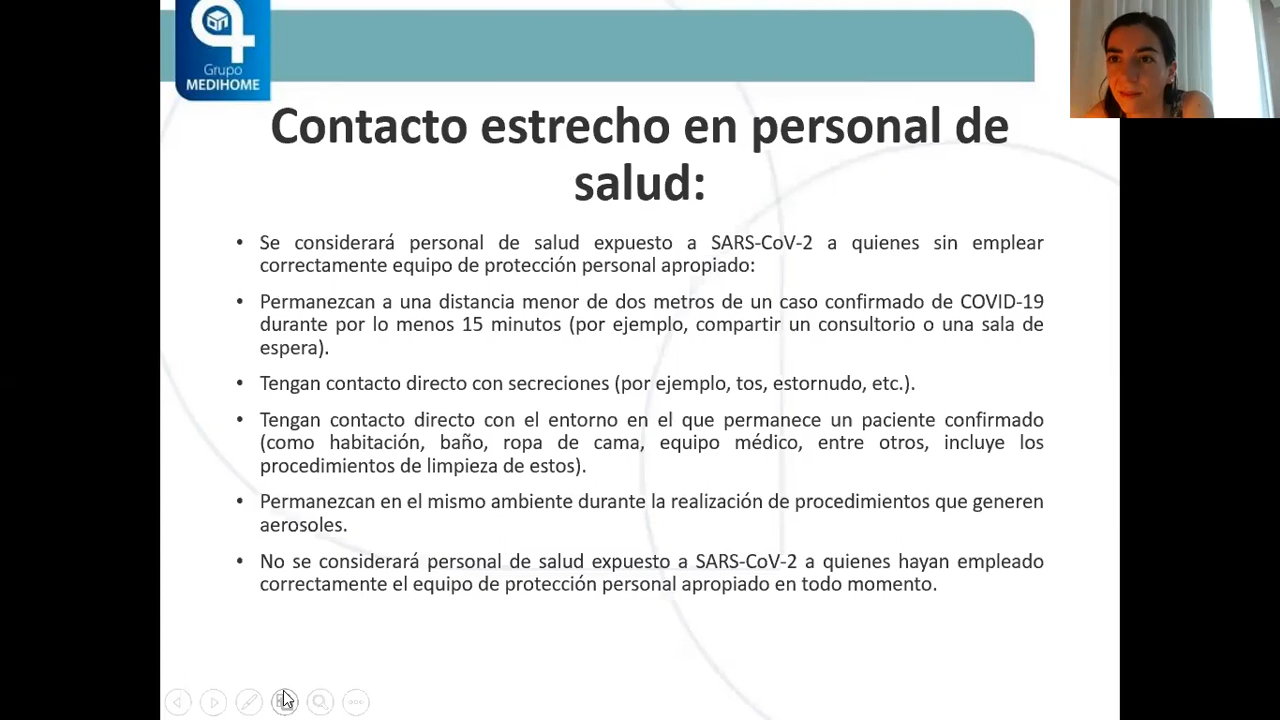 Grupo
MEDIHOME
Contacto estrecho en personal de
salud:
• Se considerará personal de salud expuesto a SARS-CoV-2 a quienes sin emplear
correctamente equipo de protección personal apropiado:
• Permanezcan a una distancia menor de dos metros de un caso confirmado de COVID-19
durante por lo menos 15 minutos (por ejemplo, compartir un consultorio o una sala de
espera).
• Tengan contacto directo con secreciones (por ejemplo, tos, estornudo, etc.).
• Tengan contacto directo con el entorno en el que permanece un paciente confirmado
(como habitación, baño, ropa de cama, equipo médico, entre otros, incluye los
procedimientos de limpieza de estos).
• Permanezcan en el mismo ambiente durante la realización de procedimientos que generen
aerosoles.
• No se considerará personal de salud expuesto a SARS-CoV-2 a quienes hayan empleado
correctamente el equipo de protección personal apropiado en todo momento.